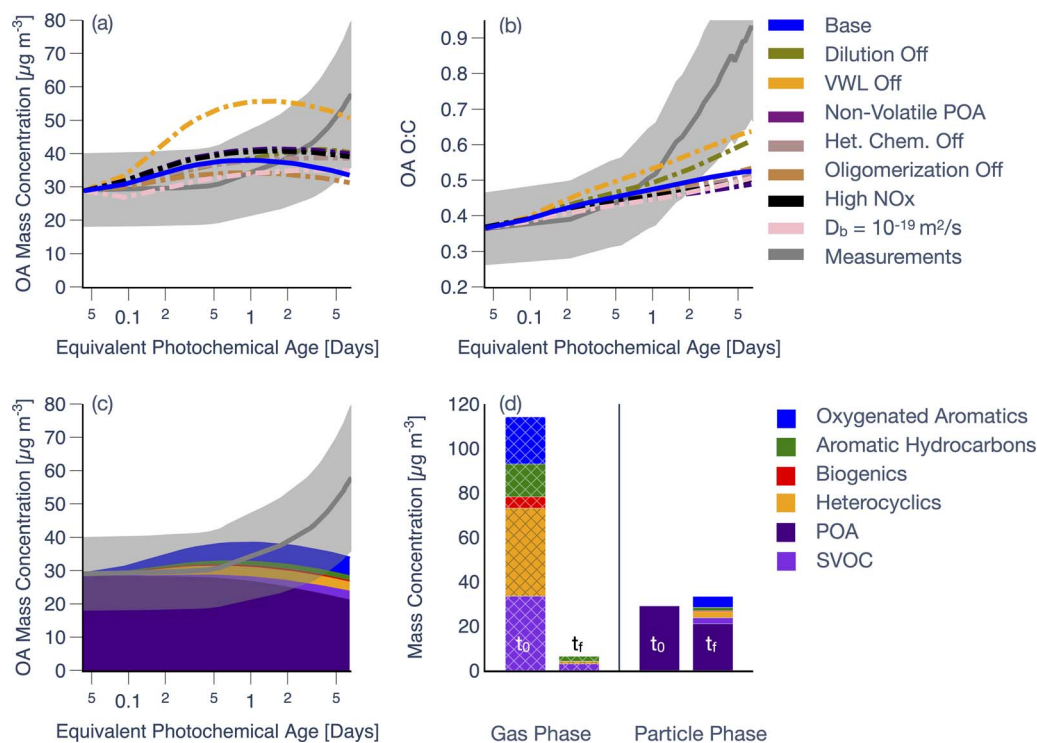 (a)
OA Mass Concentration [µg m⁻³]
80
70
60
50
40
30
20
10
0
5 0.1 2 5 1 2 5
Equivalent Photochemical Age [Days]
(b)
OA O:C
0.9
0.8
0.7
0.6
0.5
0.4
0.3
0.2
5 0.1 2 5 1 2 5
Equivalent Photochemical Age [Days]
Base
Dilution Off
VWL Off
Non-Volatile POA
Het. Chem. Off
Oligomerization Off
High NOx
D_b = 10⁻¹⁹ m²/s
Measurements
(c)
OA Mass Concentration [µg m⁻³]
80
70
60
50
40
30
20
10
0
5 0.1 2 5 1 2 5
Equivalent Photochemical Age [Days]
(d)
Mass Concentration [µg m⁻³]
120
100
80
60
40
20
0
t₀ t_f t₀ t_f
Gas Phase Particle Phase
Oxygenated Aromatics
Aromatic Hydrocarbons
Biogenics
Heterocyclics
POA
SVOC